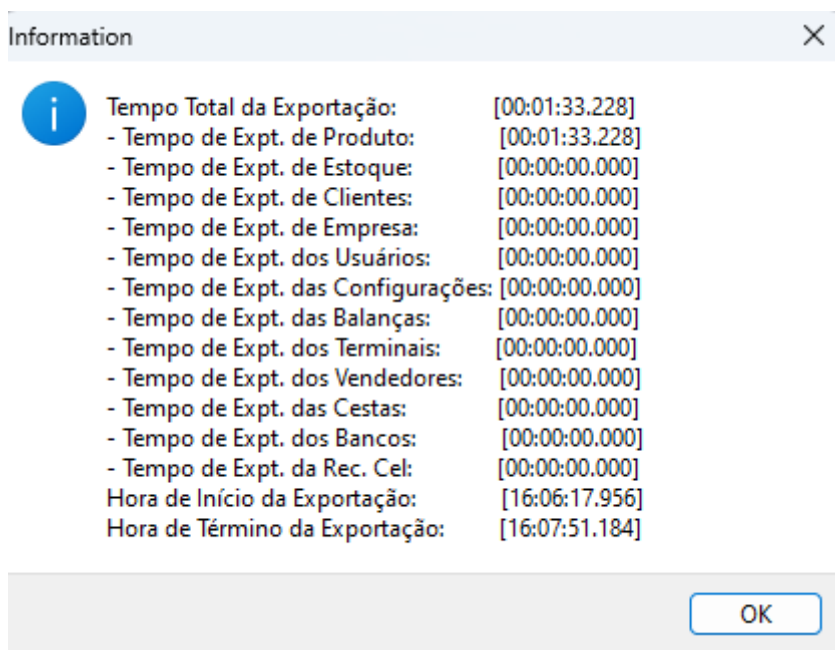 Information
Tempo Total da Exportação: [00:01:33.228]
- Tempo de Expt. de Produto: [00:01:33.228]
- Tempo de Expt. de Estoque: [00:00:00.000]
- Tempo de Expt. de Clientes: [00:00:00.000]
- Tempo de Expt. de Empresa: [00:00:00.000]
- Tempo de Expt. dos Usuários: [00:00:00.000]
- Tempo de Expt. das Configurações: [00:00:00.000]
- Tempo de Expt. das Balanças: [00:00:00.000]
- Tempo de Expt. dos Terminais: [00:00:00.000]
- Tempo de Expt. dos Vendedores: [00:00:00.000]
- Tempo de Expt. das Cestas: [00:00:00.000]
- Tempo de Expt. dos Bancos: [00:00:00.000]
- Tempo de Expt. da Rec. Cel: [00:00:00.000]
Hora de Início da Exportação: [16:06:17.956]
Hora de Término da Exportação: [16:07:51.184]
OK